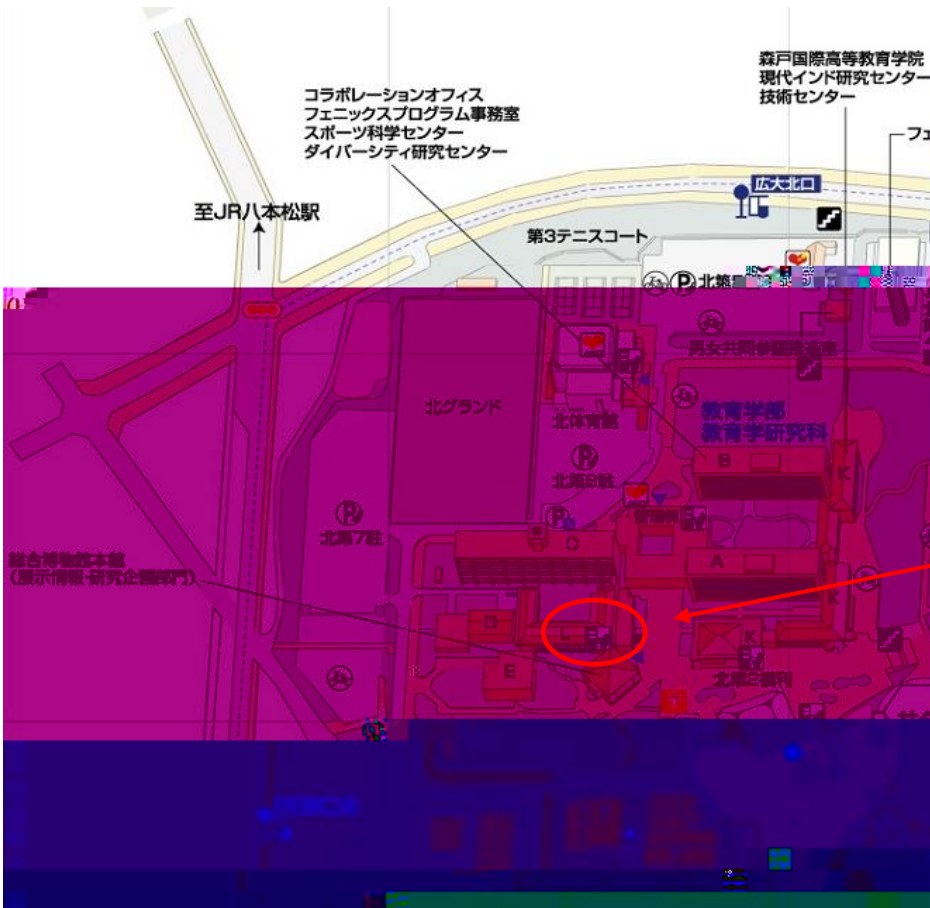 森戸国際高等教育学院
現代インド研究センター
技術センター
コラボレーションオフィス
フェニックスプログラム事務室
スポーツ科学センター
ダイバーシティ研究センター
フェ
広大北口
至JR八本松駅
第3テニスコート
P
北第
男女共同参画推進室
北グランド
北体育館
教育学部
教育学研究科
P
B
K
北第7駐
P
P
C
A
総合博物館本館
(展示情報・研究企画部門)
K
D
L
K
E
北第2福利